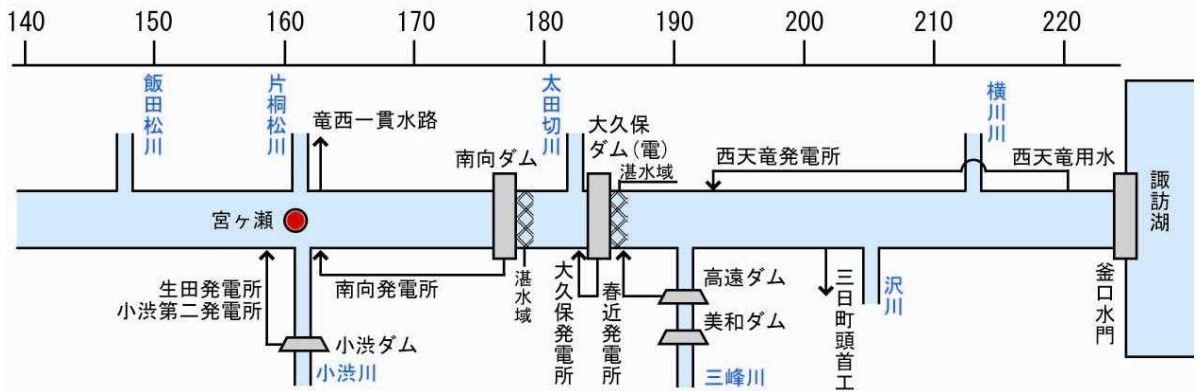 140 150 160 170 180 190 200 210 220
飯田松川
片桐松川
竜西一貫水路
南向ダム
太田切川
大久保
ダム(電)
湛水域
西天竜発電所
横川川
西天竜用水
諏訪湖
宮ヶ瀬
生田発電所
小渋第二発電所
南向発電所
湛水域
大久保発電所
春近発電所
高遠ダム
美和ダム
三日町頭首工
沢川
釜口水門
小渋ダム
小渋川
三峰川